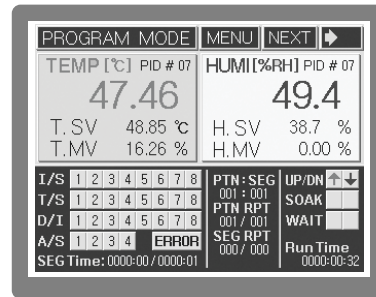 PROGRAM MODE MENU NEXT
TEMP [℃] PID # 07
47.46
T. SV 48.85 ℃
T.MV 16.26 %
HUMI[%RH] PID # 07
49.4
H. SV 38.7 %
H.MV 0.00 %
I/S 1 2 3 4 5 6 7 8
T/S 1 2 3 4 5 6 7 8
D/I 1 2 3 4 5 6 7 8
A/S 1 2 3 4 ERROR
SEG Time: 0000:00 / 0000:01
PTN : SEG
001 : 001
PTN RPT
001 / 001
SEG RPT
000 / 000
UP/DN
SOAK
WAIT
Run Time
0000:00:32